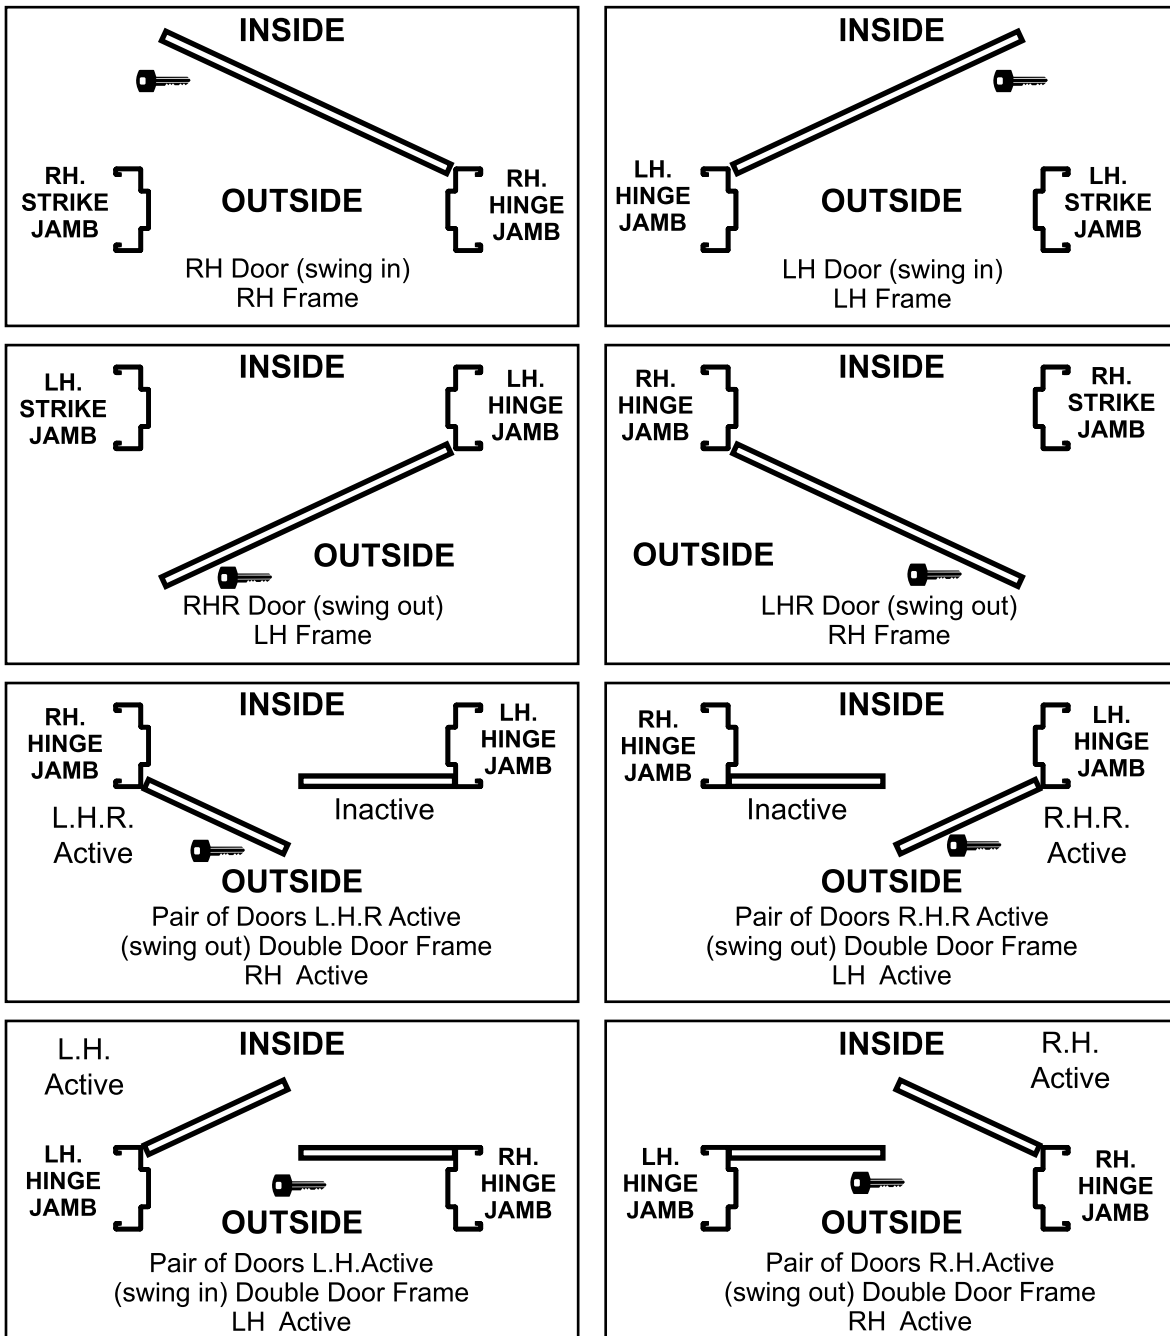 INSIDE
RH.
STRIKE
JAMB
OUTSIDE
RH.
HINGE
JAMB
RH Door (swing in)
RH Frame
INSIDE
LH.
HINGE
JAMB
OUTSIDE
LH.
STRIKE
JAMB
LH Door (swing in)
LH Frame
INSIDE
LH.
STRIKE
JAMB
LH.
HINGE
JAMB
OUTSIDE
RHR Door (swing out)
LH Frame
INSIDE
RH.
HINGE
JAMB
RH.
STRIKE
JAMB
OUTSIDE
LHR Door (swing out)
RH Frame
INSIDE
RH.
HINGE
JAMB
LH.
HINGE
JAMB
L.H.R.
Active
Inactive
OUTSIDE
Pair of Doors L.H.R Active
(swing out) Double Door Frame
RH Active
INSIDE
RH.
HINGE
JAMB
LH.
HINGE
JAMB
Inactive
R.H.R.
Active
OUTSIDE
Pair of Doors R.H.R Active
(swing out) Double Door Frame
LH Active
L.H.
Active
INSIDE
LH.
HINGE
JAMB
RH.
HINGE
JAMB
OUTSIDE
Pair of Doors L.H.Active
(swing in) Double Door Frame
LH Active
INSIDE
R.H.
Active
LH.
HINGE
JAMB
RH.
HINGE
JAMB
OUTSIDE
Pair of Doors R.H.Active
(swing out) Double Door Frame
RH Active